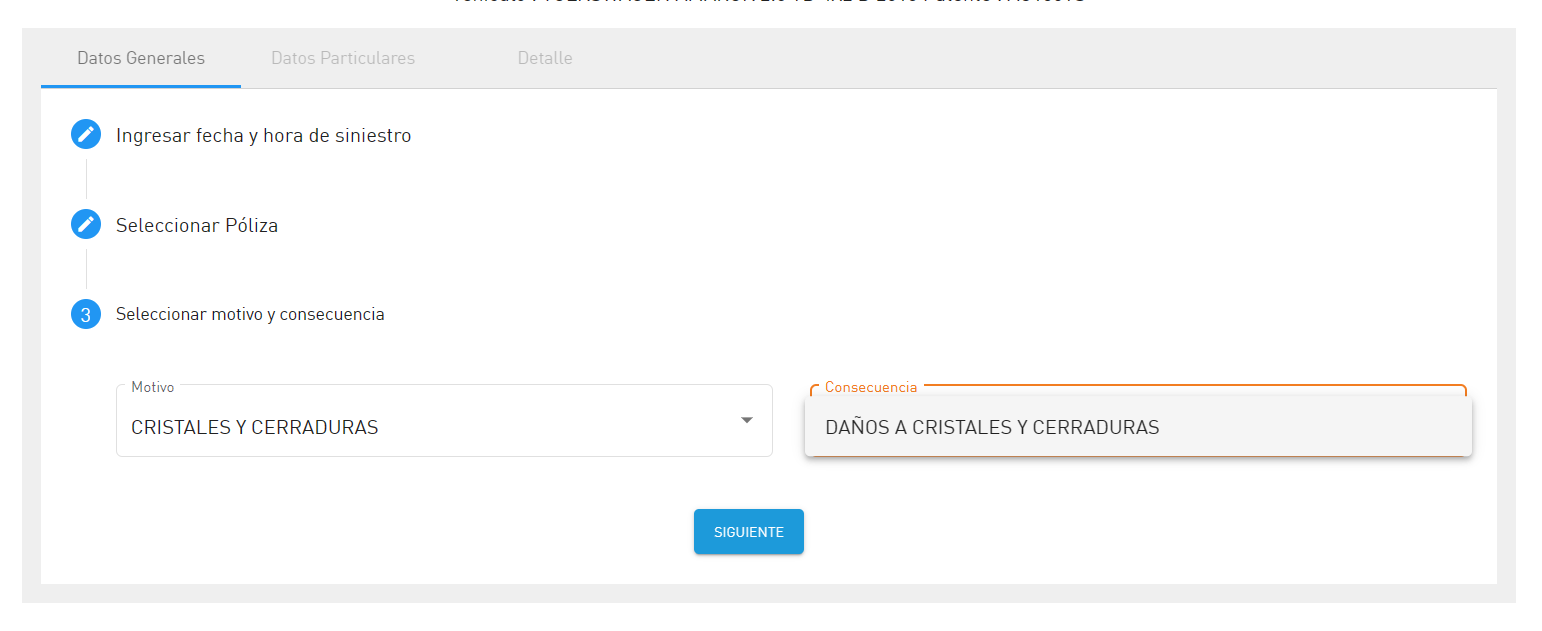 Datos Generales Datos Particulares Detalle
Ingresar fecha y hora de siniestro
Seleccionar Póliza
3 Seleccionar motivo y consecuencia
Motivo Consecuencia
CRISTALES Y CERRADURAS DAÑOS A CRISTALES Y CERRADURAS
SIGUIENTE